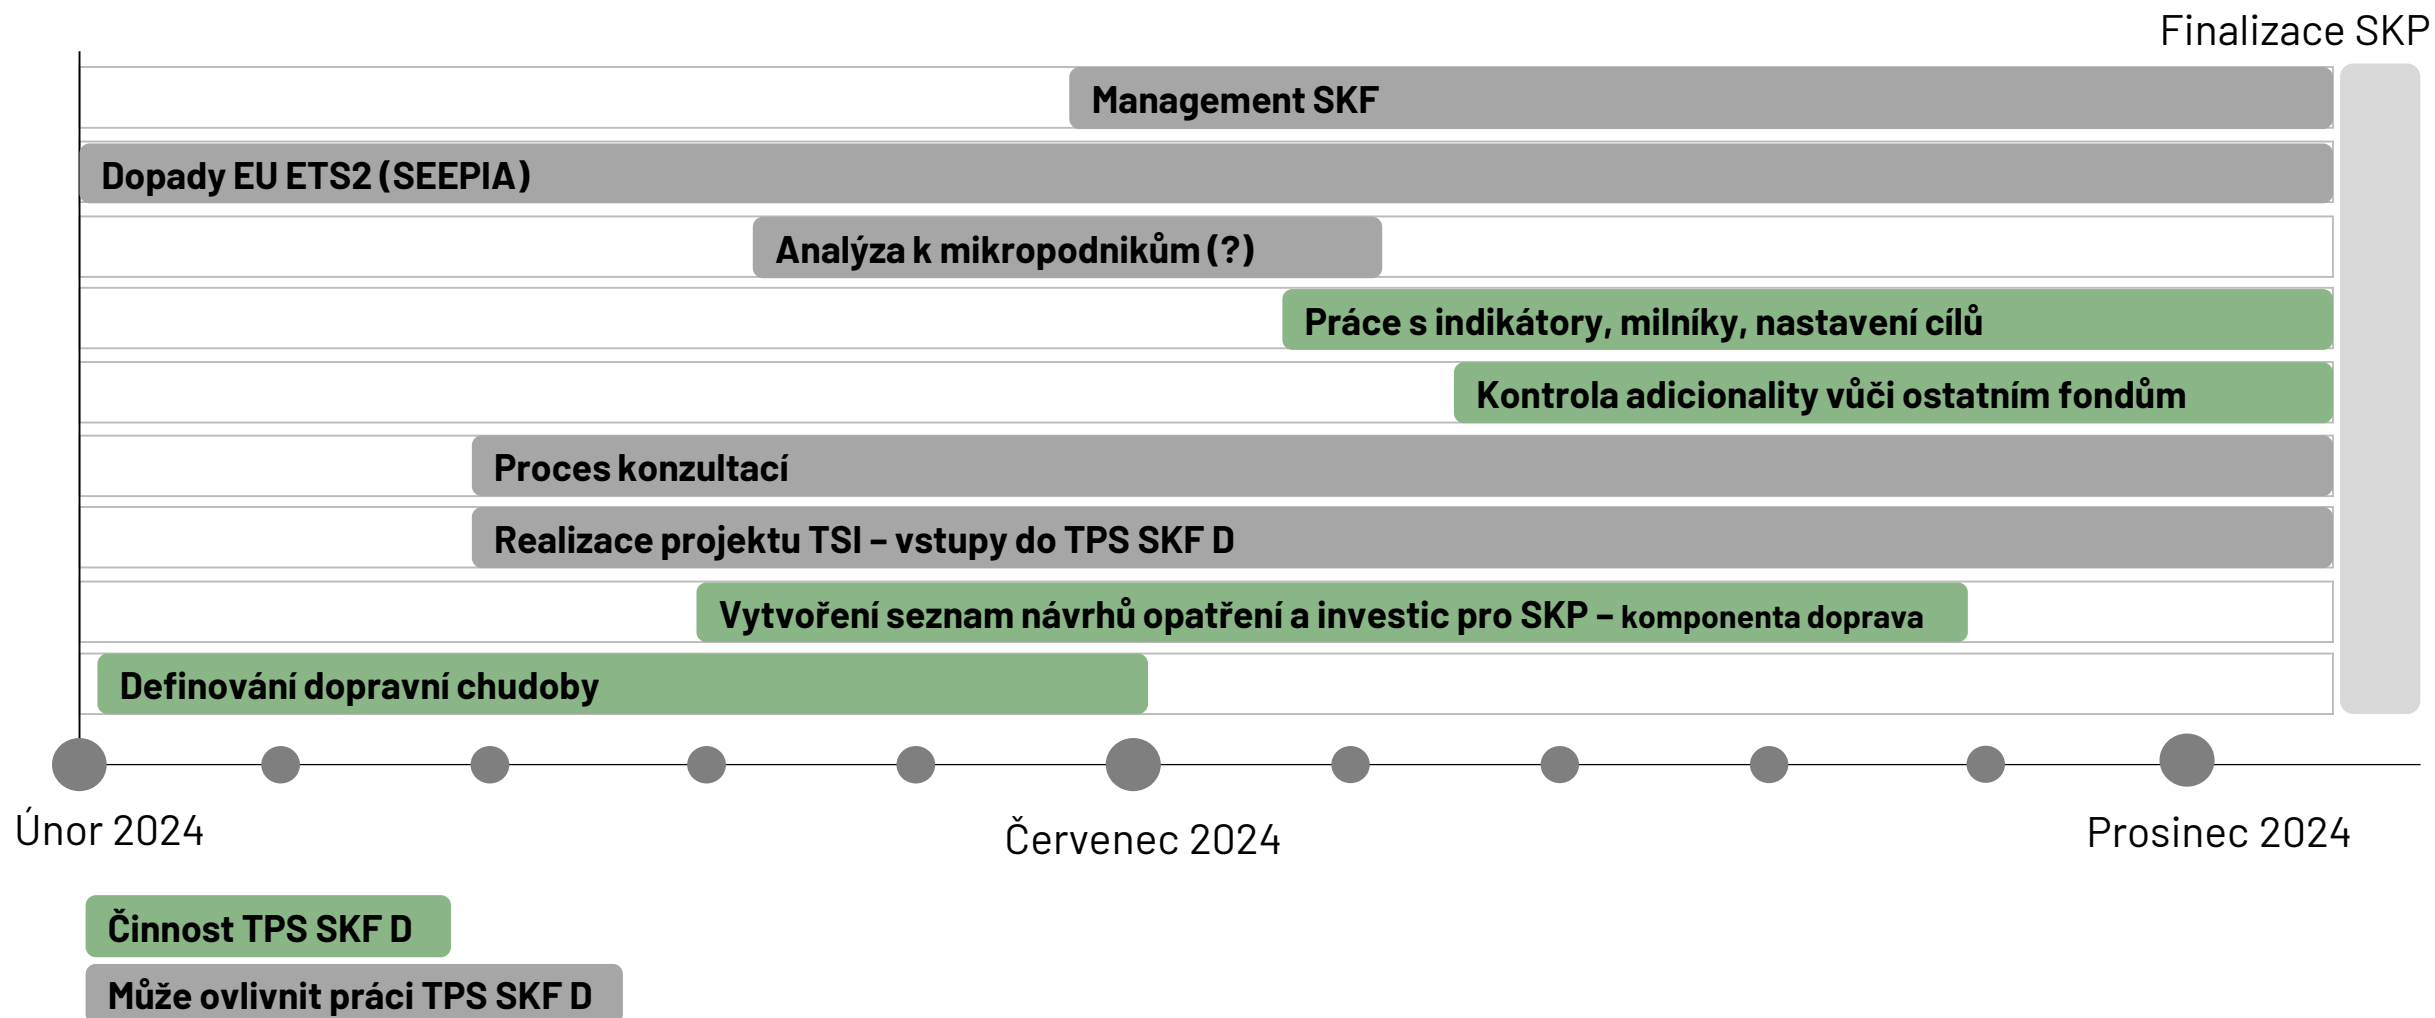 Finalizace SKP
Management SKF
Dopady EU ETS2 (SEEPIA)
Analýza k mikropodnikům (?)
Práce s indikátory, milníky, nastavení cílů
Kontrola adicionality vůči ostatním fondům
Proces konzultací
Realizace projektu TSI – vstupy do TPS SKF D
Vytvoření seznam návrhů opatření a investic pro SKP – komponenta doprava
Definování dopravní chudoby
Únor 2024
Červenec 2024
Prosinec 2024
Činnost TPS SKF D
Může ovlivnit práci TPS SKF D